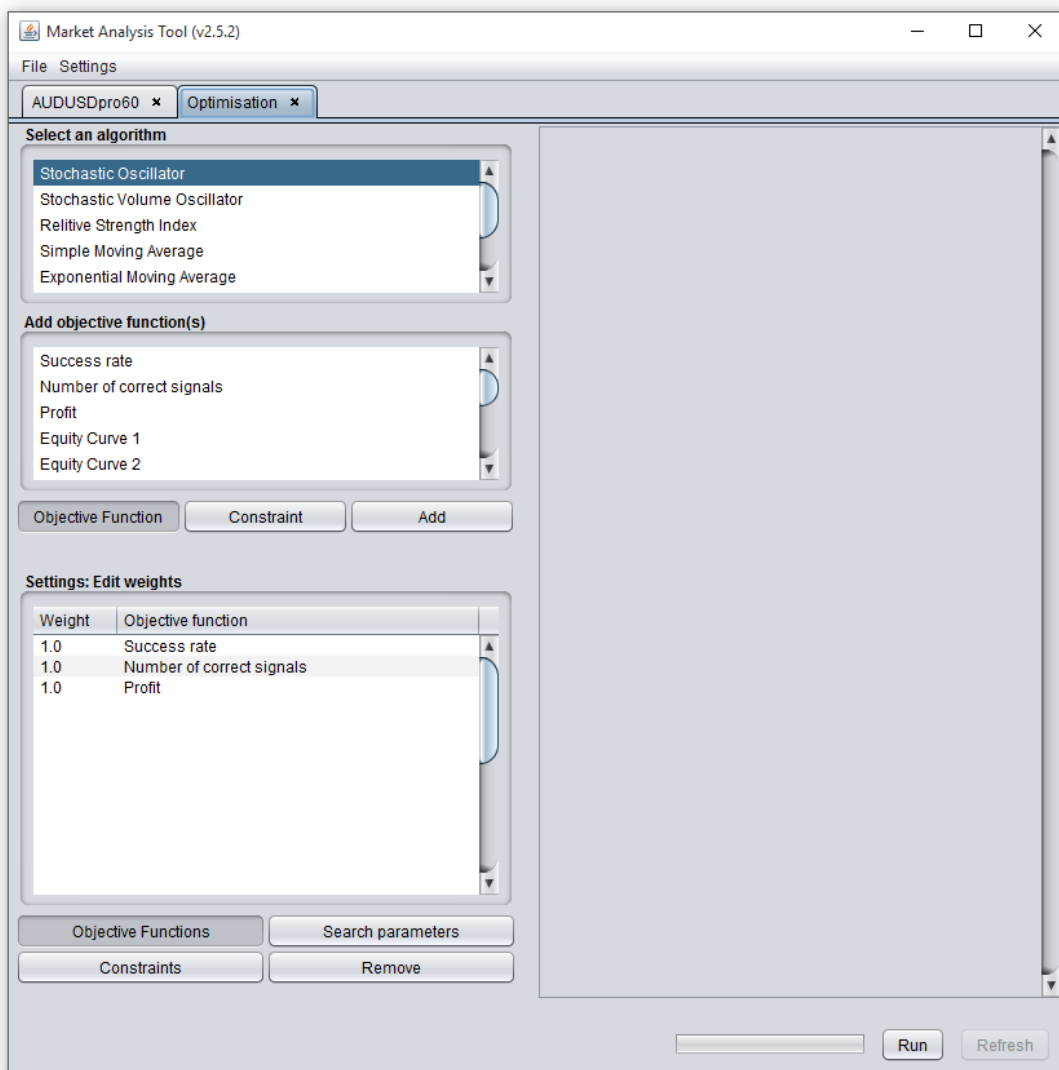 Market Analysis Tool (v2.5.2)
File Settings
AUDUSDpro60 Optimisation
Select an algorithm
Stochastic Oscillator
Stochastic Volume Oscillator
Relitive Strength Index
Simple Moving Average
Exponential Moving Average
Add objective function(s)
Success rate
Number of correct signals
Profit
Equity Curve 1
Equity Curve 2
Objective Function Constraint Add
Settings: Edit weights
Weight Objective function
1.0 Success rate
1.0 Number of correct signals
1.0 Profit
Objective Functions Search parameters
Constraints Remove
Run Refresh